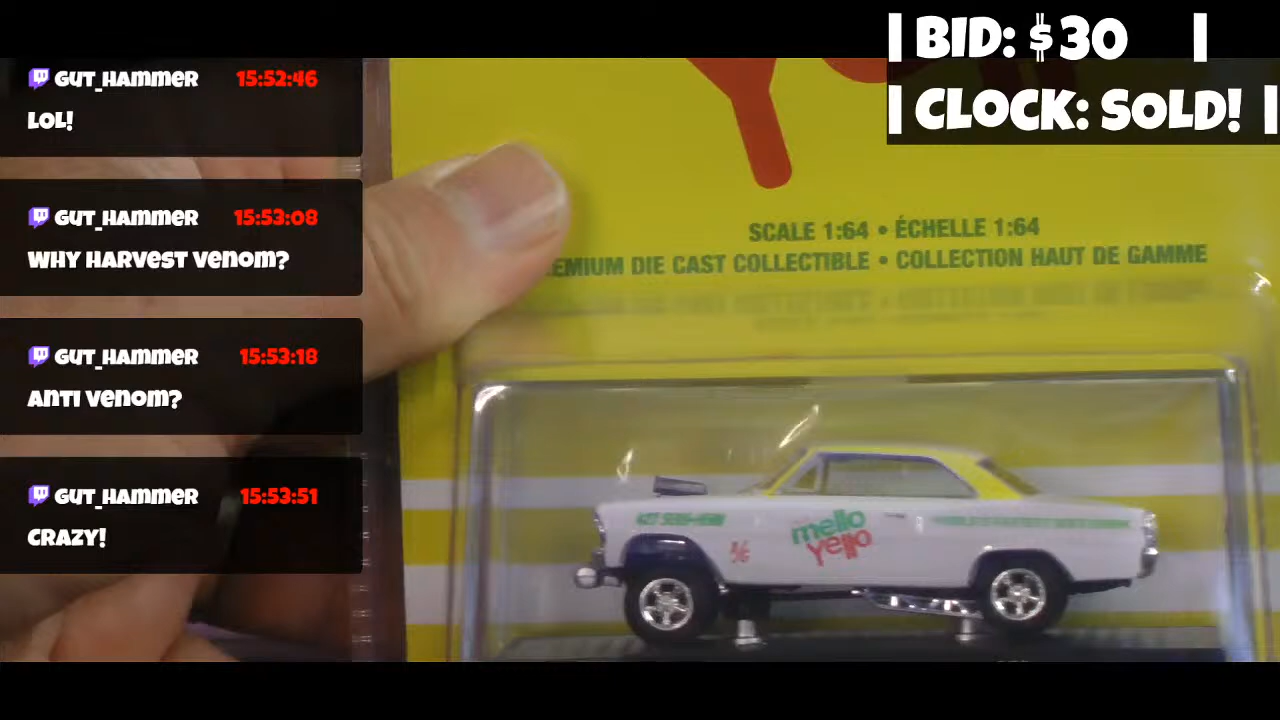 | BID: $30 |
| CLOCK: SOLD! |
GUT_HAMMER 15:52:46
LOL!
GUT_HAMMER 15:53:08
WHY HARVEST VENOM?
GUT_HAMMER 15:53:18
ANTI VENOM?
GUT_HAMMER 15:53:51
CRAZY!
SCALE 1:64 • ÉCHELLE 1:64
DIE CAST COLLECTIBLE • COLLECTION HAUT DE GAMME
mello
yello